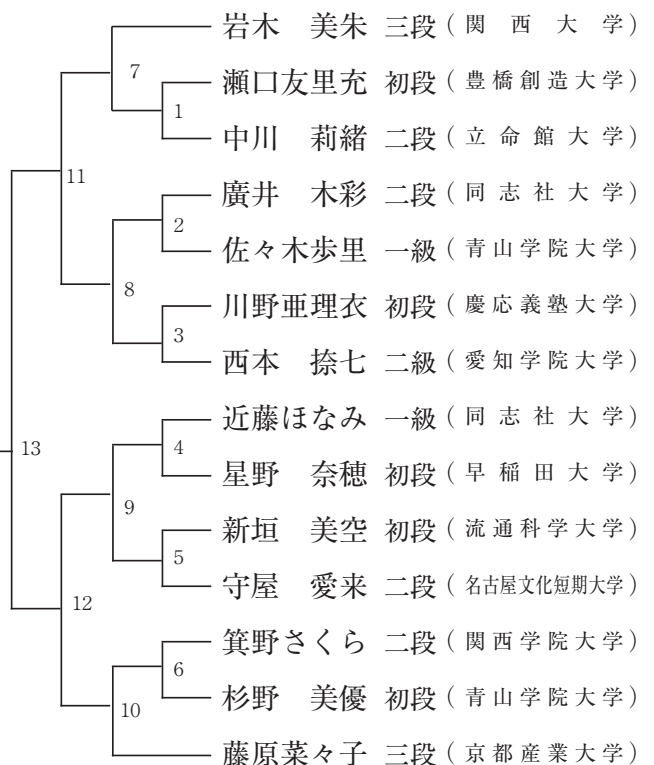 岩木 美朱 三段（関西大学）
7
瀬口友里充 初段（豊橋創造大学）
1
中川 莉緒 二段（立命館大学）
11
廣井 木彩 二段（同志社大学）
2
佐々木歩里 一級（青山学院大学）
8
川野亜理衣 初段（慶応義塾大学）
3
西本 捺七 二級（愛知学院大学）
近藤ほなみ 一級（同志社大学）
13
4
星野 奈穂 初段（早稲田大学）
9
新垣 美空 初段（流通科学大学）
5
守屋 愛来 二段（名古屋文化短期大学）
12
箕野さくら 二段（関西学院大学）
6
杉野 美優 初段（青山学院大学）
10
藤原菜々子 三段（京都産業大学）